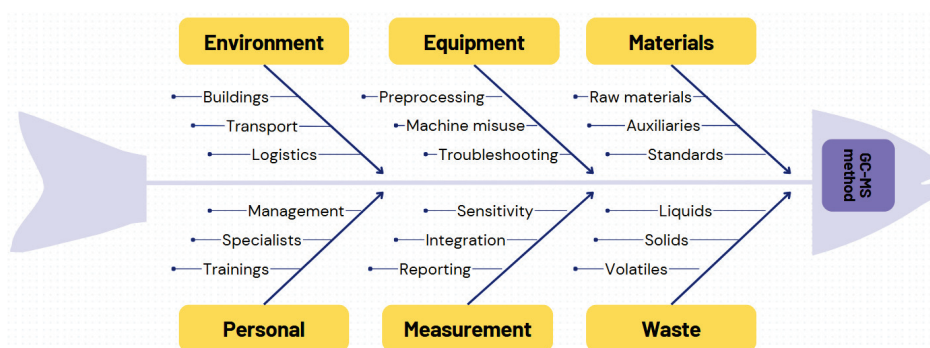 Environment
Equipment
Materials
Buildings
Preprocessing
Raw materials
Transport
Machine misuse
Auxiliaries
Logistics
Troubleshooting
Standards
GC-MS
method
Management
Sensitivity
Liquids
Specialists
Integration
Solids
Trainings
Reporting
Volatiles
Personal
Measurement
Waste